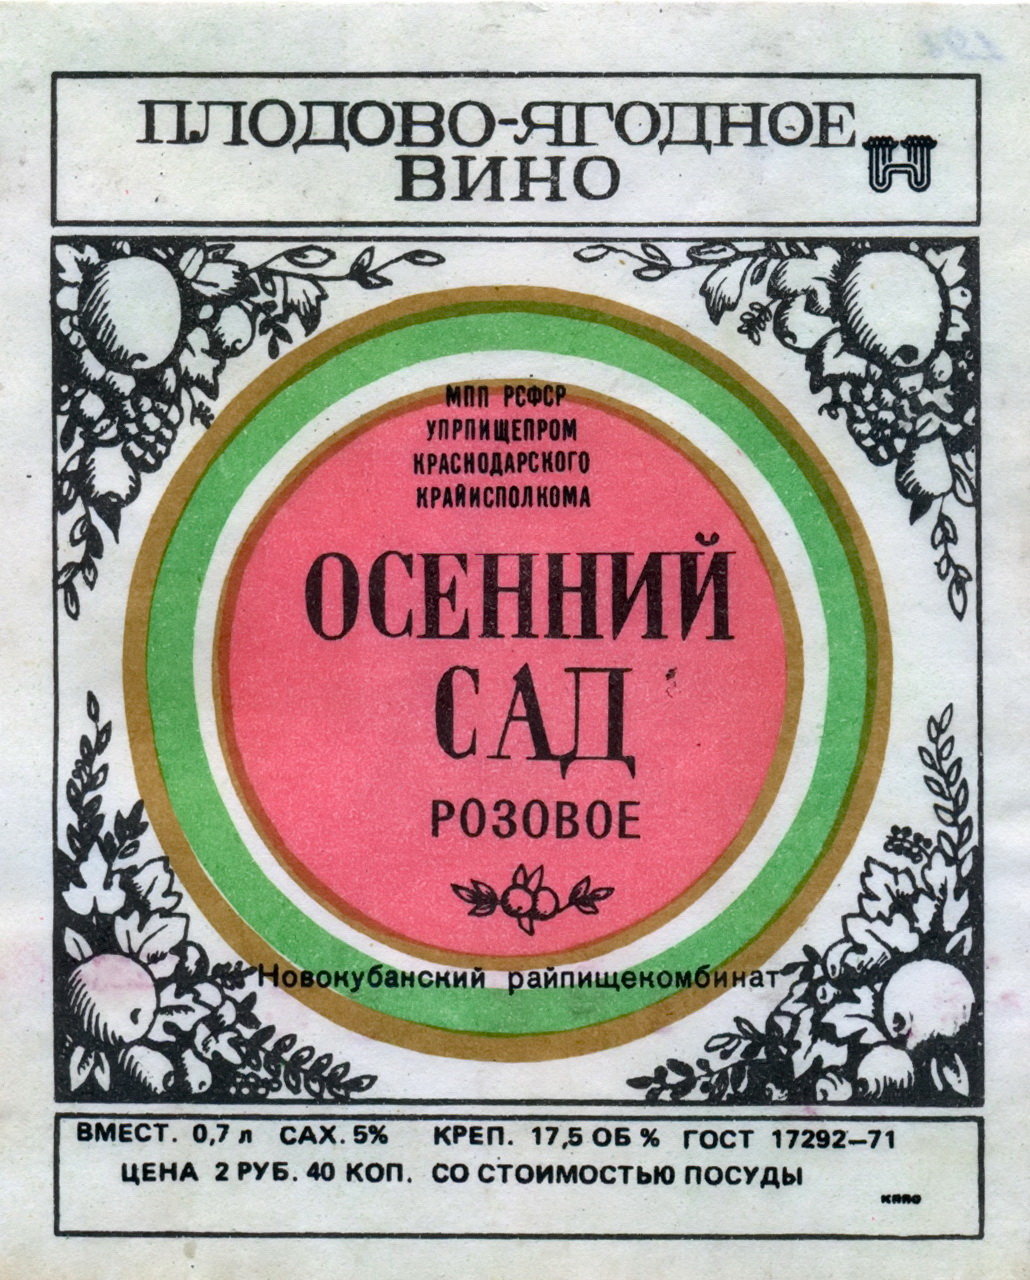 ПЛОДОВО-ЯГОДНОЕ
ВИНО
МПП РСФСР
УПРПИЩЕПРОМ
КРАСНОДАРСКОГО
КРАЙИСПОЛКОМА
ОСЕННИЙ
САД
РОЗОВОЕ
Новокубанский райпищекомбинат
ВМЕСТ. 0,7 л САХ. 5% КРЕП. 17,5 ОБ % ГОСТ 17292—71
ЦЕНА 2 РУБ. 40 КОП. СО СТОИМОСТЬЮ ПОСУДЫ